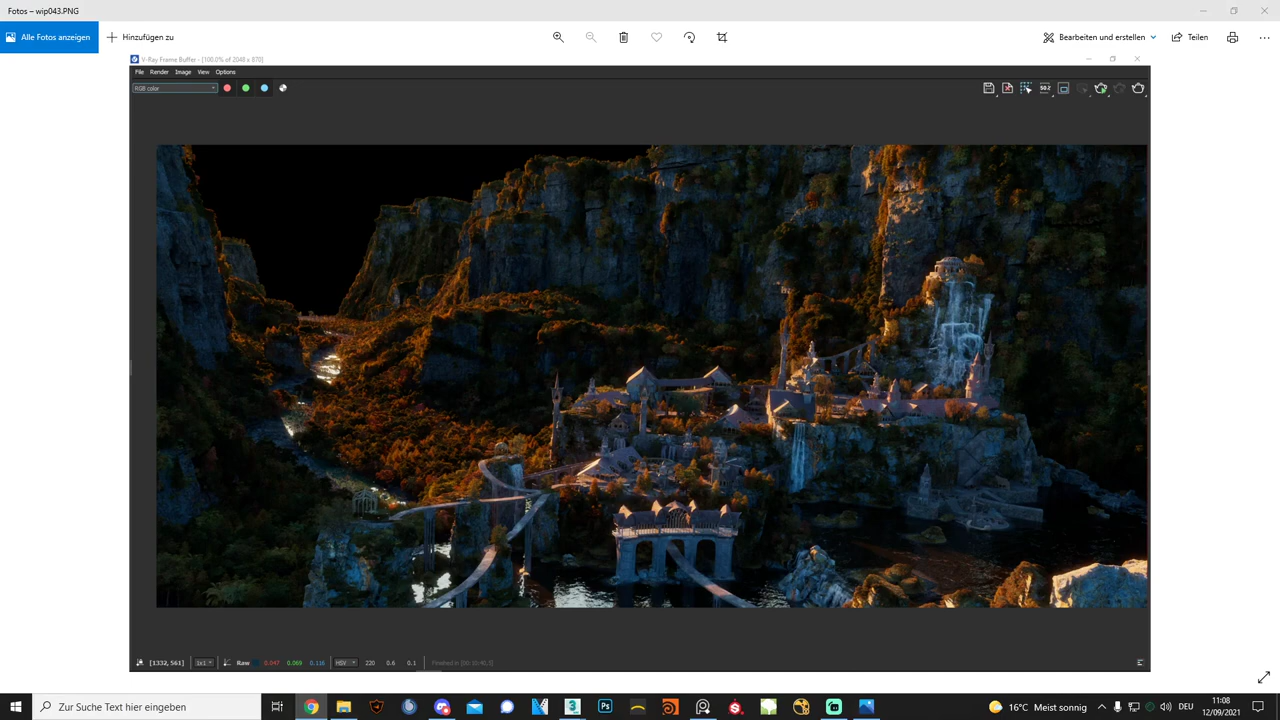 Fotos – wip043.PNG
Alle Fotos anzeigen
Hinzufügen zu
Bearbeiten und erstellen
Teilen
V-Ray Frame Buffer - [100.0% of 2048 x 870]
File Render Image View Options
RGB color
[1332, 561] 1x1 Raw 0.047 0.069 0.116 HSV 220 0.6 0.1
Zur Suche Text hier eingeben
16°C Meist sonnig
DEU
11:08
12/09/2021